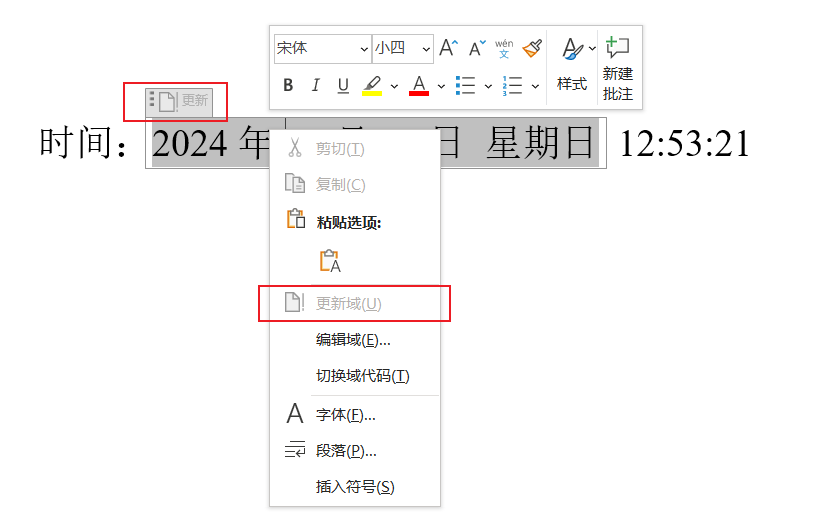 宋体 小四 wén 文
B I U A 样式 新建
批注
更新
时间：2024 年 月 日 星期日 12:53:21
剪切(T)
复制(C)
粘贴选项:
A
更新域(U)
编辑域(E)...
切换域代码(T)
A 字体(F)...
段落(P)...
插入符号(S)